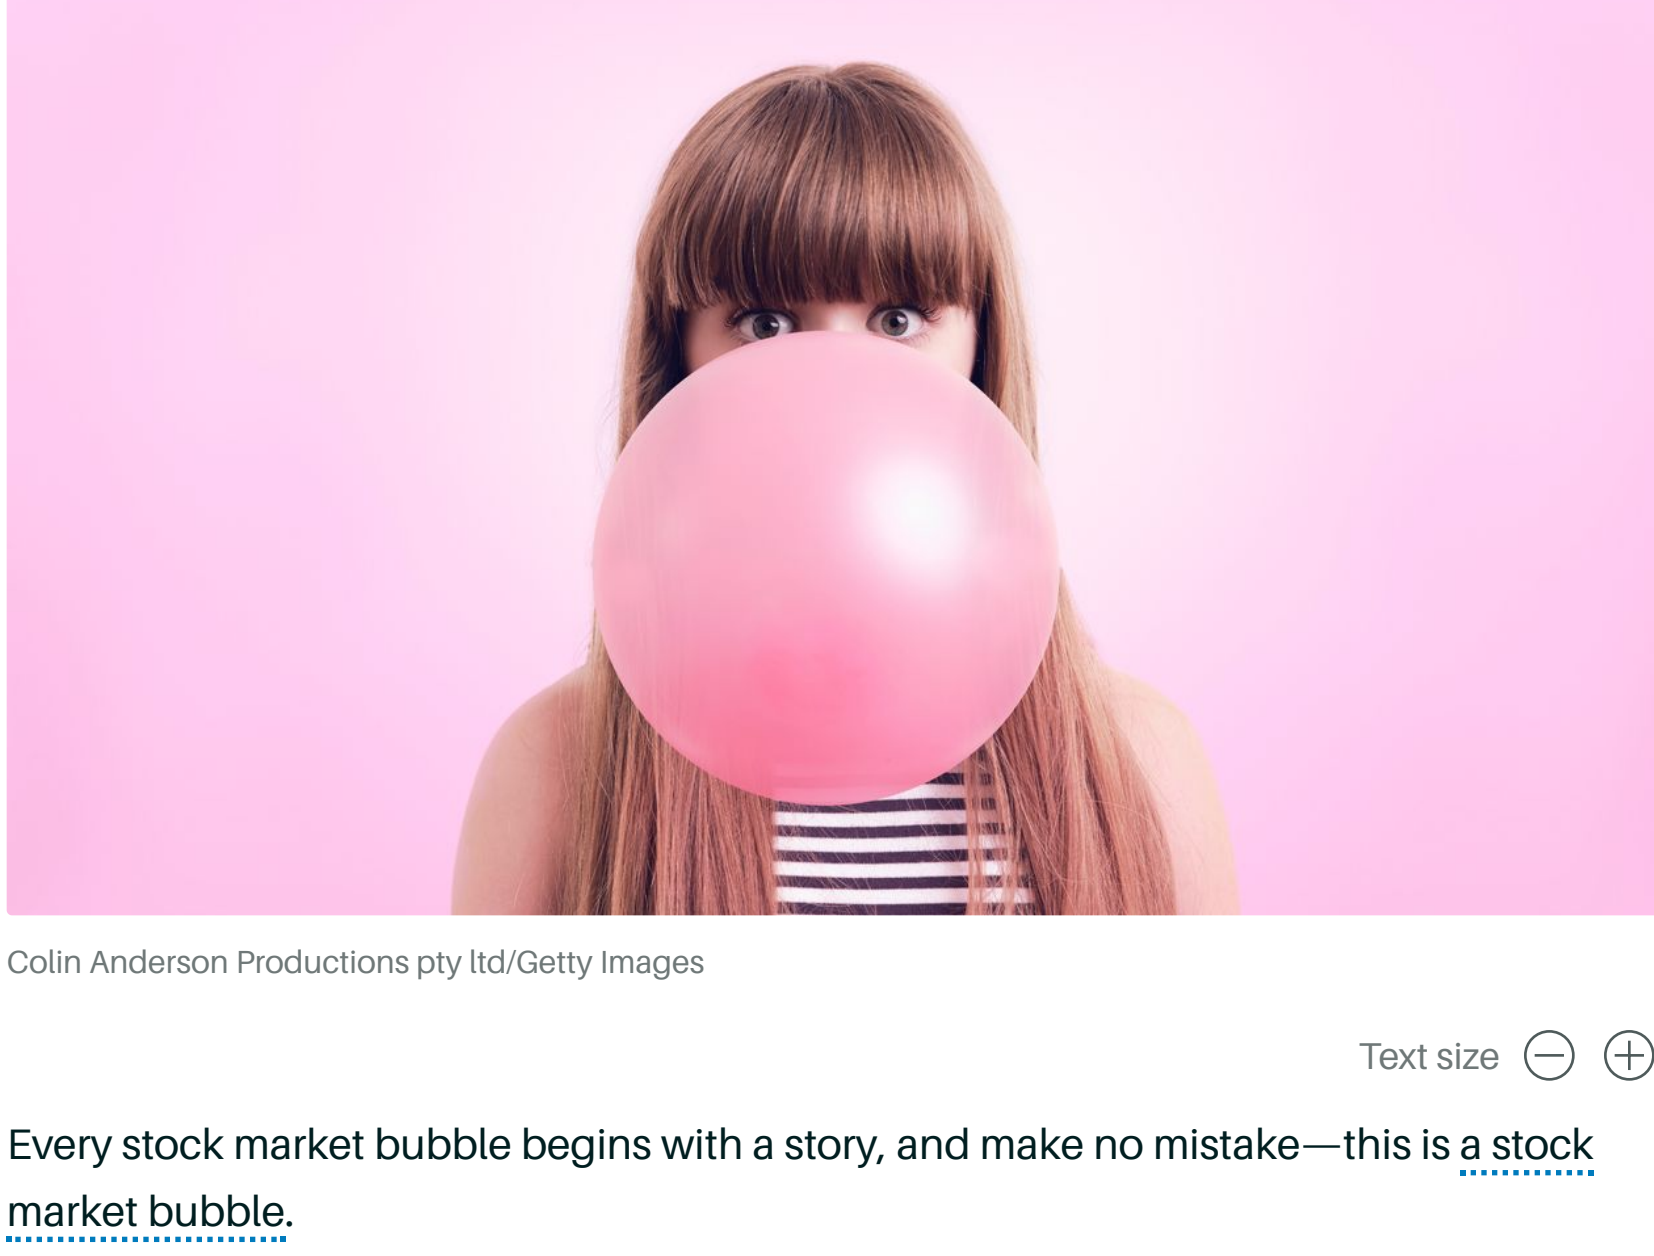 Colin Anderson Productions pty ltd/Getty Images
Text size
Every stock market bubble begins with a story, and make no mistake—this is a stock
market bubble.